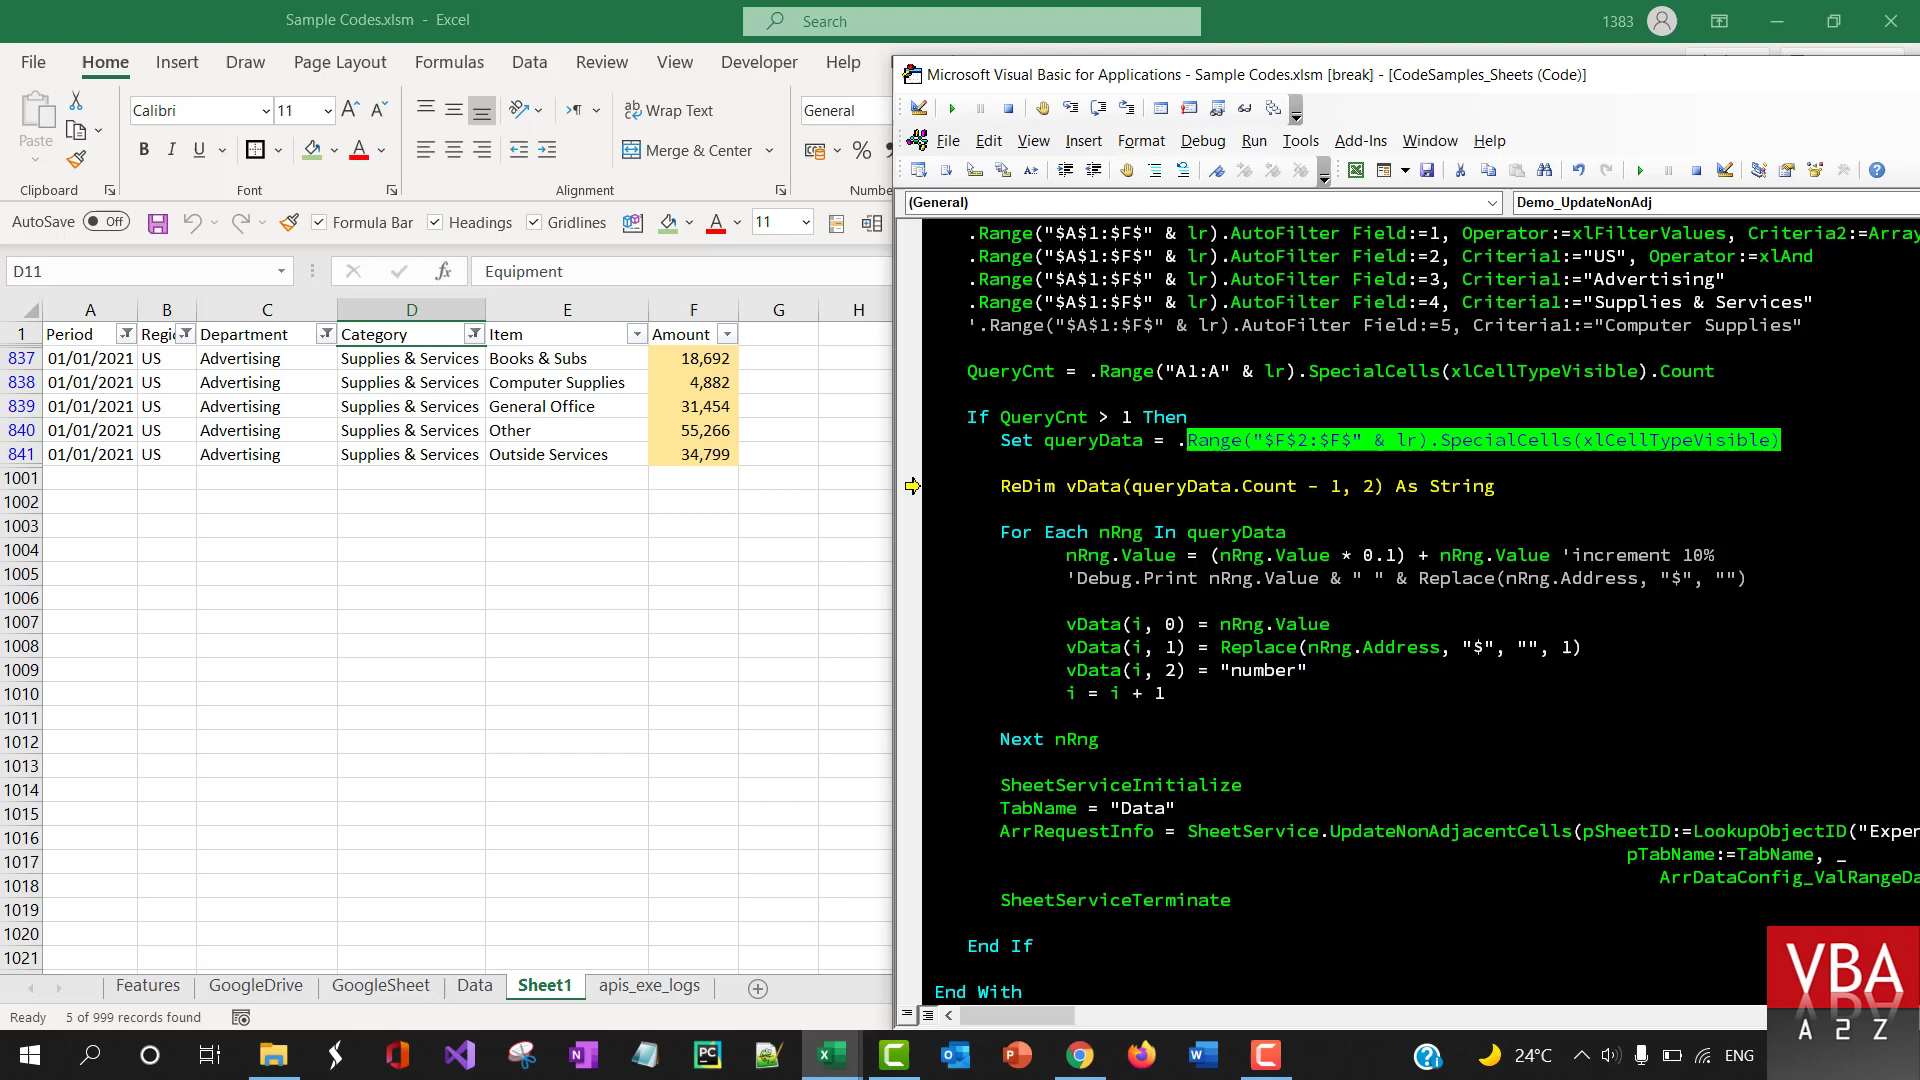 Sample Codes.xlsm - Excel
Search
1383
File Home Insert Draw Page Layout Formulas Data Review View Developer Help
Microsoft Visual Basic for Applications - Sample Codes.xlsm [break] - [CodeSamples_Sheets (Code)]
Paste
Calibri
11
Wrap Text
General
Merge & Center
Clipboard
Font
Alignment
File Edit View Insert Format Debug Run Tools Add-Ins Window Help
AutoSave Off
Formula Bar
Headings
Gridlines
11
(General)
Demo_UpdateNonAdj
D11
Equipment
A B C D E F G H
1 Period Department Category Item Amount
837 01/01/2021 US Advertising Supplies & Services Books & Subs 18,692
838 01/01/2021 US Advertising Supplies & Services Computer Supplies 4,882
839 01/01/2021 US Advertising Supplies & Services General Office 31,454
840 01/01/2021 US Advertising Supplies & Services Other 55,266
841 01/01/2021 US Advertising Supplies & Services Outside Services 34,799
1001
1002
1003
1004
1005
1006
1007
1008
1009
1010
1011
1012
1013
1014
1015
1016
1017
1018
1019
1020
1021
.Range("$A$1:$F$" & lr).AutoFilter Field:=1, Operator:=xlFilterValues, Criteria2:=Array
.Range("$A$1:$F$" & lr).AutoFilter Field:=2, Criteria1:="US", Operator:=xlAnd
.Range("$A$1:$F$" & lr).AutoFilter Field:=3, Criteria1:="Advertising"
.Range("$A$1:$F$" & lr).AutoFilter Field:=4, Criteria1:="Supplies & Services"
'.Range("$A$1:$F$" & lr).AutoFilter Field:=5, Criteria1:="Computer Supplies"
QueryCnt = .Range("A1:A" & lr).SpecialCells(xlCellTypeVisible).Count
If QueryCnt > 1 Then
Set queryData = .Range("$F$2:$F$" & lr).SpecialCells(xlCellTypeVisible)
ReDim vData(queryData.Count - 1, 2) As String
For Each nRng In queryData
nRng.Value = (nRng.Value * 0.1) + nRng.Value 'increment 10%
'Debug.Print nRng.Value & " " & Replace(nRng.Address, "$", "")
vData(i, 0) = nRng.Value
vData(i, 1) = Replace(nRng.Address, "$", "", 1)
vData(i, 2) = "number"
i = i + 1
Next nRng
SheetServiceInitialize
TabName = "Data"
ArrRequestInfo = SheetService.UpdateNonAdjacentCells(pSheetID:=LookupObjectID("Exper
pTabName:=TabName, _
ArrDataConfig_ValRangeDa
SheetServiceTerminate
End If
End With
Features GoogleDrive GoogleSheet Data Sheet1 apis_exe_logs
Ready 5 of 999 records found
VBA
A 2 Z
24°C
ENG